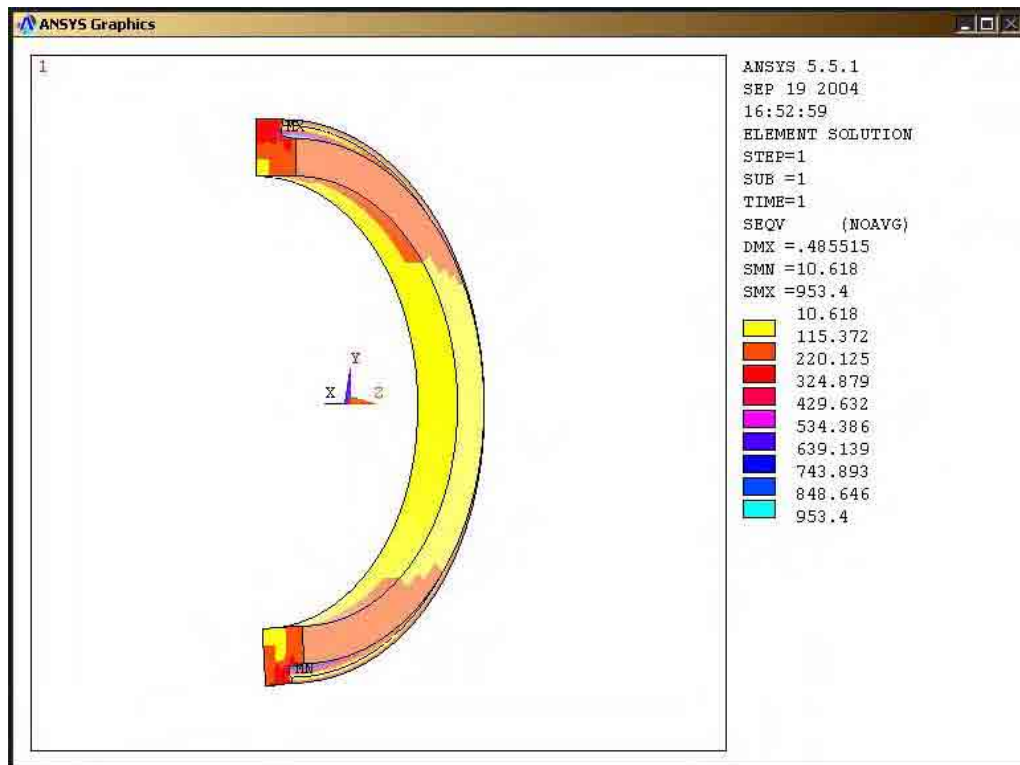 ANSYS Graphics
1
ANSYS 5.5.1
SEP 19 2004
16:52:59
ELEMENT SOLUTION
STEP=1
SUB =1
TIME=1
SEQV (NOAVG)
DMX =.485515
SMN =10.618
SMX =953.4
10.618
115.372
220.125
324.879
429.632
534.386
639.139
743.893
848.646
953.4
MX
Y
X
Z
MN